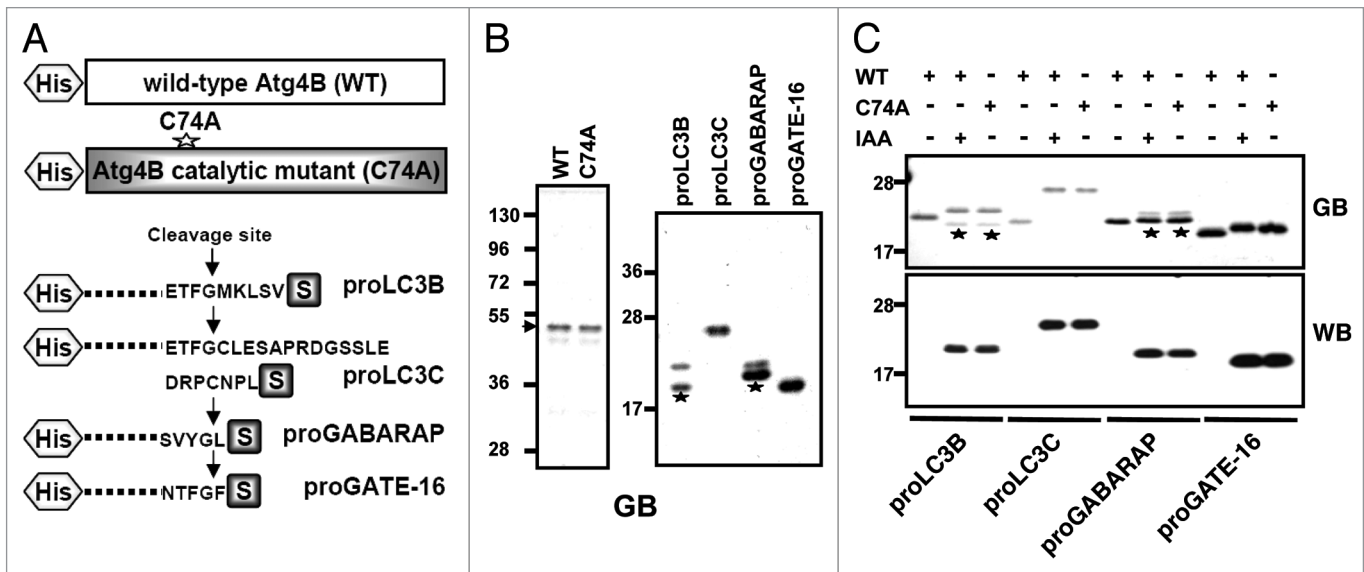 A
His wild-type Atg4B (WT)
C74A
His Atg4B catalytic mutant (C74A)
Cleavage site
His ETFGMKLSV S proLC3B
His ETFGCLESAPRDGSSLE
DRPCNPL S proLC3C
His SVYGL S proGABARAP
His NTFGF S proGATE-16
B
WT
C74A
130
96
72
55
36
28
proLC3B
proLC3C
proGABARAP
proGATE-16
36
28
17
GB
C
WT + + - + + - + + - + + -
C74A - - + - - + - - + - - +
IAA - + + - + + - + + - + +
28
17
GB
28
17
WB
proLC3B
proLC3C
proGABARAP
proGATE-16